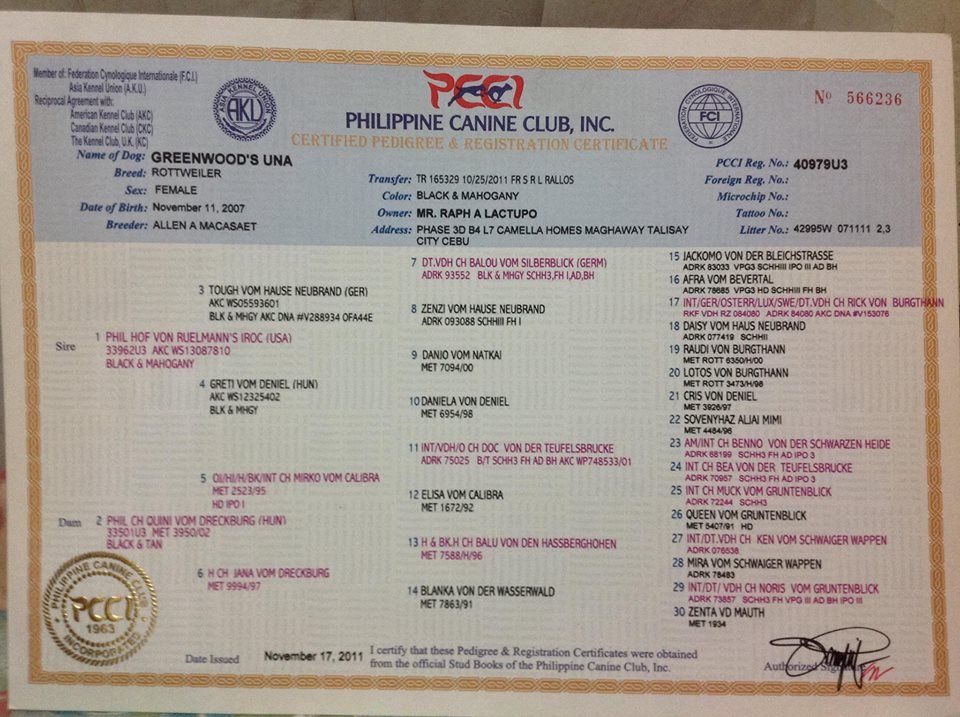 Member of: Federation Cynologique Internationale (F.C.I.)
Asia Kennel Union (A.K.U.)
Reciprocal Agreement with:
American Kennel Club (AKC)
Canadian Kennel Club (CKC)
The Kennel Club, U.K. (KC)
ASIA KENNEL UNION
AKU
PCCI
PHILIPPINE CANINE CLUB, INC.
CERTIFIED PEDIGREE & REGISTRATION CERTIFICATE
FEDERATION CYNOLOGIQUE INTERNATIONALE
FCI
Nº 566236
Name of Dog: GREENWOOD'S UNA
Breed: ROTTWEILER
Sex: FEMALE
Date of Birth: November 11, 2007
Breeder: ALLEN A MACASAET
Transfer: TR 165329 10/25/2011 FR S R L RALLOS
Color: BLACK & MAHOGANY
Owner: MR. RAPH A LACTUPO
Address: PHASE 3D B4 L7 CAMELLA HOMES MAGHAWAY TALISAY
CITY CEBU
PCCI Reg. No.: 40979U3
Foreign Reg. No.:
Microchip No.:
Tattoo No.:
Litter No.: 42995W 071111 2,3
Sire
1 PHIL HOF VON RUELMANN'S IROC (USA)
33962U3 AKC WS13087810
BLACK & MAHOGANY
Dam
2 PHIL CH QUINI VOM DRECKBURG (HUN)
33501U3 MET 3950/02
BLACK & TAN
3 TOUGH VOM HAUSE NEUBRAND (GER)
AKC WS05593601
BLK & MHGY AKC DNA #V288934 OFA44E
4 GRETI VOM DENIEL (HUN)
AKC WS12325402
BLK & MHGY
5 OJ/HJ/H/BK/INT CH MIRKO VOM CALIBRA
MET 2523/95
HD IPO I
6 H CH JANA VOM DRECKBURG
MET 9994/97
7 DT.VDH CH BALOU VOM SILBERBLICK (GERM)
ADRK 93552 BLK & MHGY SCHH3,FH I,AD,BH
8 ZENZI VOM HAUSE NEUBRAND
ADRK 093088 SCHHIII FH I
9 DANJO VOM NATKAI
MET 7094/00
10 DANIELA VON DENIEL
MET 6954/98
11 INT/VDH/O CH DOC VON DER TEUFELSBRUCKE
ADRK 75025 B/T SCHH3 FH AD BH AKC WP748533/01
12 ELISA VOM CALIBRA
MET 1672/92
13 H & BK.H CH BALU VON DEN HASSBERGHOHEN
MET 7588/H/96
14 BLANKA VON DER WASSERWALD
MET 7863/91
15 JACKOMO VON DER BLEICHSTRASSE
ADRK 83033 VPG3 SCHHIII IPO III AD BH
16 AFRA VOM BEVERTAL
ADRK 78685 VPG3 HD SCHHIII FH BH
17 INT/GER/OSTERR/LUX/SWE/DT.VDH CH RICK VON BURGTHANN
RKF VDH RZ 084080 ADRK 84080 AKC DNA #V153076
18 DAISY VOM HAUS NEUBRAND
ADRK 077419 SCHHII
19 RAUDI VON BURGTHANN
MET ROTT 6350/H/00
20 LOTOS VON BURGTHANN
MET ROTT 3473/H/98
21 CRIS VON DENIEL
MET 3926/97
22 SOVENYHAZ ALJAI MIMI
MET 4484/96
23 AM/INT CH BENNO VON DER SCHWARZEN HEIDE
ADRK 68199 SCHH3 FH AD IPO 3
24 INT CH BEA VON DER TEUFELSBRUCKE
ADRK 70957 SCHH3 FH AD IPO 3
25 INT CH MUCK VOM GRUNTENBLICK
ADRK 72244 SCHH3
26 QUEEN VOM GRUNTENBLICK
MET 5407/91 HD
27 INT/DT.VDH CH KEN VOM SCHWAIGER WAPPEN
ADRK 076536
28 MIRA VOM SCHWAIGER WAPPEN
ADRK 78483
29 INT/DT/ VDH CH NORIS VOM GRUNTENBLICK
ADRK 73857 SCHH3 FH VPG III AD BH IPO III
30 ZENTA VD MAUTH
MET 1934
PHILIPPINE CANINE CLUB
PCCI
1963
INCORPORATED
Date Issued November 17, 2011
I certify that these Pedigree & Registration Certificates were obtained
from the official Stud Books of the Philippine Canine Club, Inc.
Authorized Signature